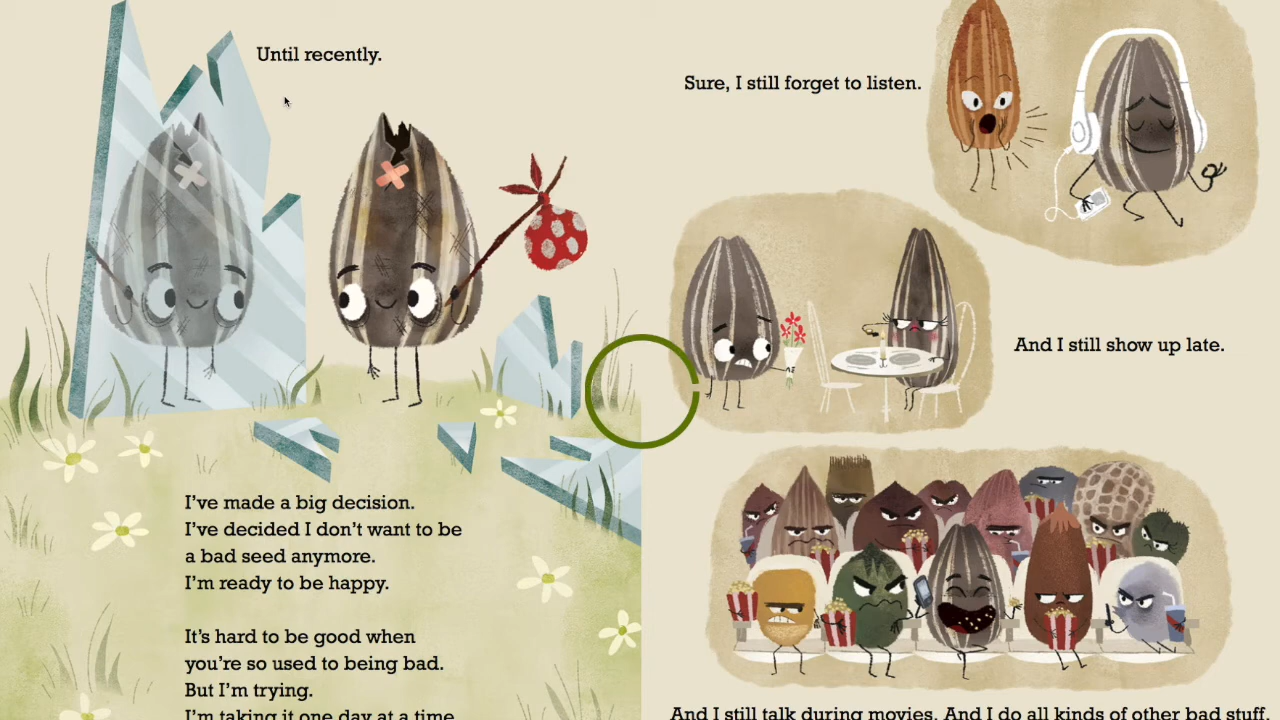 Until recently.
I've made a big decision.
I've decided I don't want to be
a bad seed anymore.
I'm ready to be happy.
It's hard to be good when
you're so used to being bad.
But I'm trying.
I'm taking it one day at a time.
Sure, I still forget to listen.
And I still show up late.
And I still talk during movies. And I do all kinds of other bad stuff.